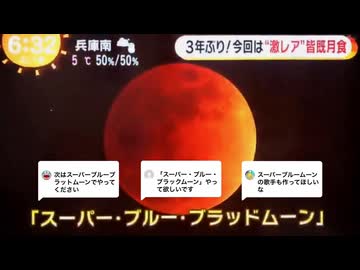 6:32
兵庫南
5℃ 50%/50%
3年ぶり!今回は"激レア"皆既月食
次はスーパーブルーブ
ラットムーンでやって
ください
「スーパー・ブルー・ブ
ラックムーン」やっ
て欲しいです
スーパーブルームーン
の歌手も作ってほしい
な
「スーパー・ブルー・ブラッドムーン」